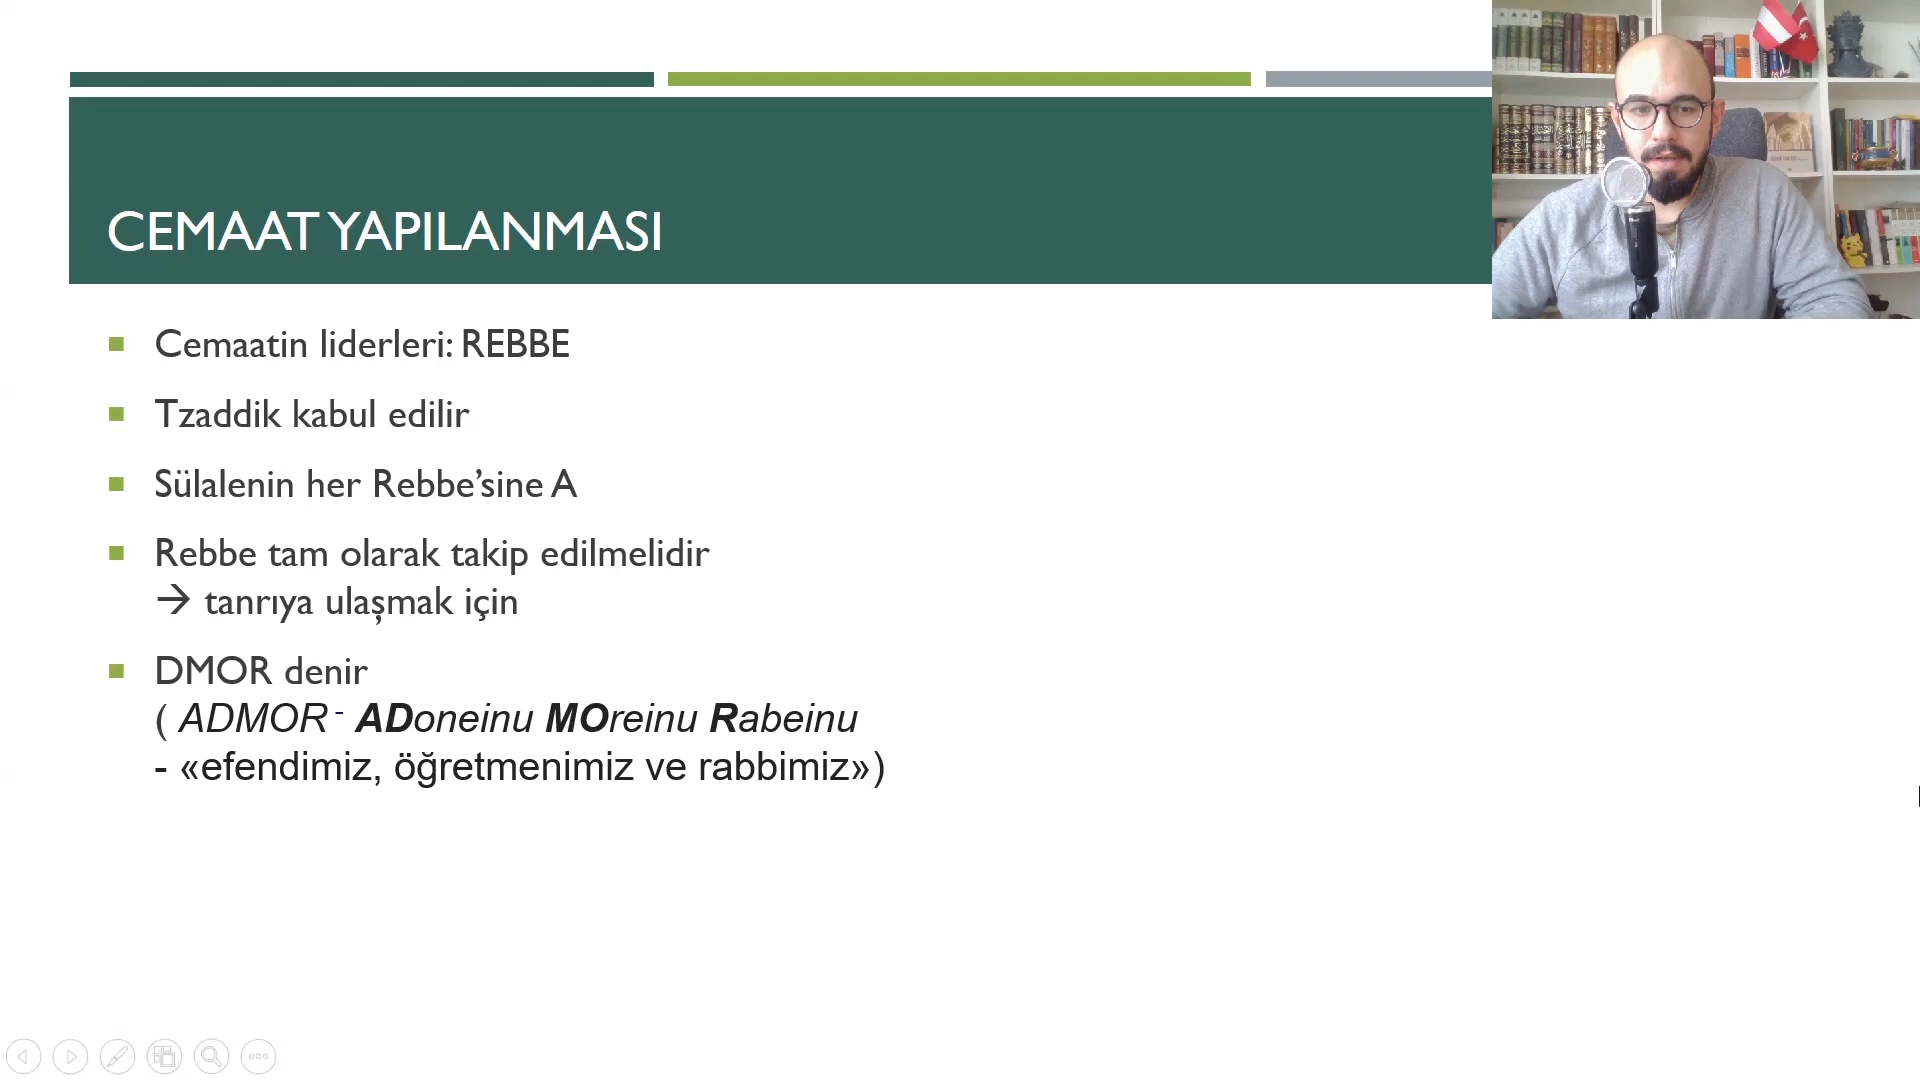 CEMAAT YAPILANMASI
Cemaatin liderleri: REBBE
Tzaddik kabul edilir
Sülalenin her Rebbe’sine A
Rebbe tam olarak takip edilmelidir
→ tanrıya ulaşmak için
DMOR denir
( ADMOR - ADoneinu MOreinu Rabeinu
- «efendimiz, öğretmenimiz ve rabbimiz»)